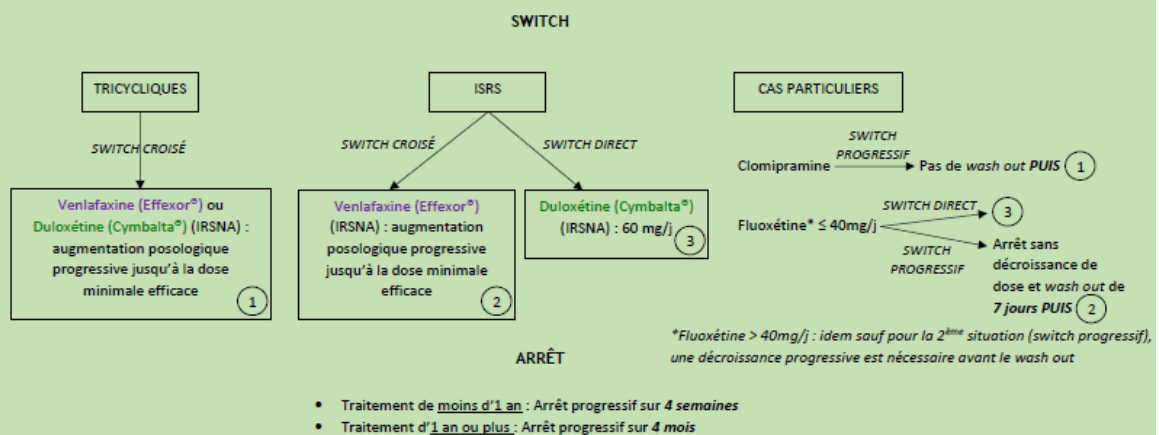 SWITCH
TRICYCLIQUES
SWITCH CROISÉ
Venlafaxine (Effexor®) ou
Duloxétine (Cymbalta®) (IRSNA) :
augmentation posologique
progressive jusqu'à la dose
minimale efficace
1
ISRS
SWITCH CROISÉ
SWITCH DIRECT
Venlafaxine (Effexor®)
(IRSNA) : augmentation
posologique progressive
jusqu'à la dose minimale
efficace
2
Duloxétine (Cymbalta®)
(IRSNA) : 60 mg/j
3
CAS PARTICULIERS
SWITCH
PROGRESSIF
Clomipramine
Pas de wash out PUIS 1
Fluoxétine* ≤ 40mg/j
SWITCH DIRECT
3
SWITCH
PROGRESSIF
Arrêt sans
décroissance de
dose et wash out de
7 jours PUIS 2
*Fluoxétine > 40mg/j : idem sauf pour la 2ème situation (switch progressif),
une décroissance progressive est nécessaire avant le wash out
ARRÊT
• Traitement de moins d'1 an : Arrêt progressif sur 4 semaines
• Traitement d'1 an ou plus : Arrêt progressif sur 4 mois